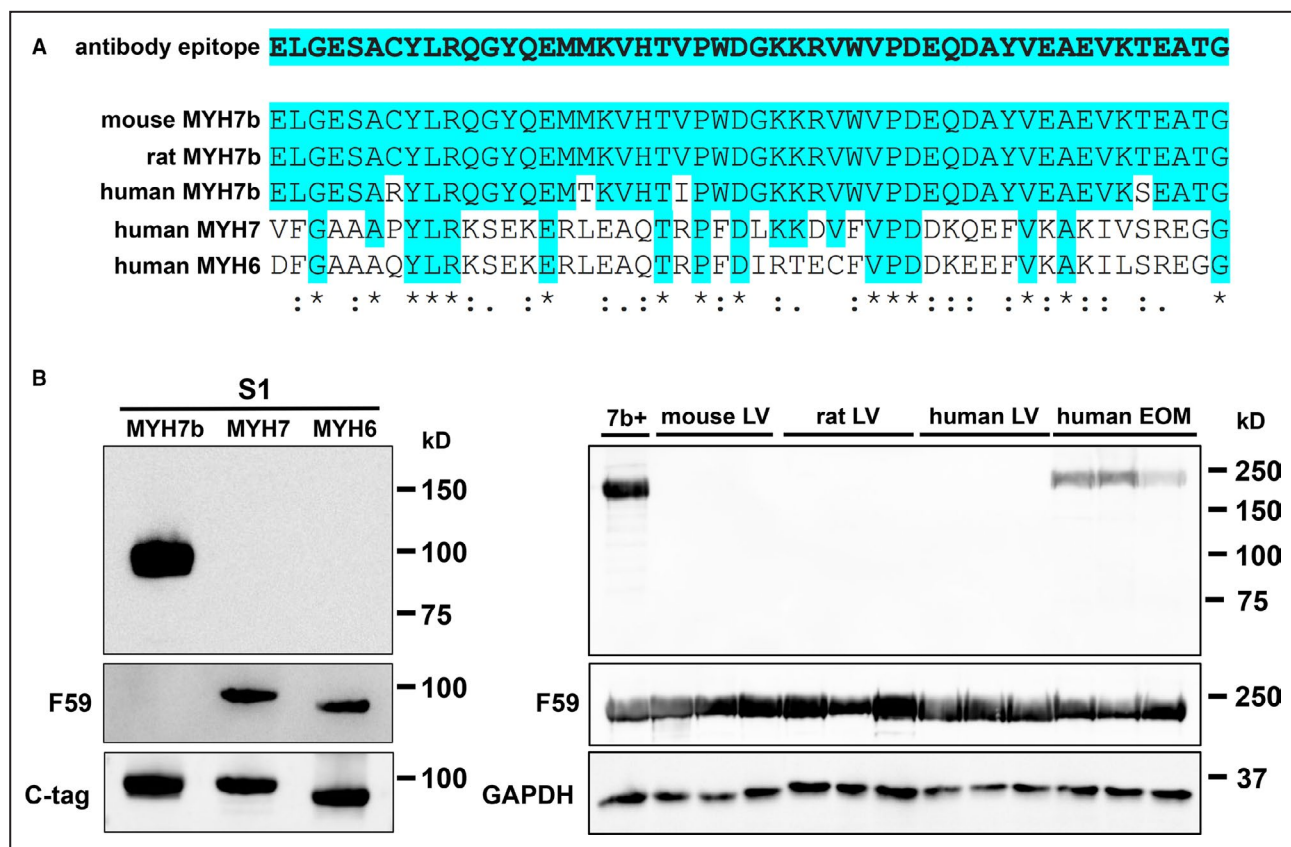 A
antibody epitope ELGESACYLRQGYQEMMKVHTVPWDGKKRVWVPDEQDAYVEAEVKTEATG
mouse MYH7b ELGESACYLRQGYQEMMKVHTVPWDGKKRVWVPDEQDAYVEAEVKTEATG
rat MYH7b ELGESACYLRQGYQEMMKVHTVPWDGKKRVWVPDEQDAYVEAEVKTEATG
human MYH7b ELGESARYLRQGYQEMTKVHTIPWDGKKRVWVPDEQDAYVEAEVKSEATG
human MYH7 VFGAAAPYLRKSEKERLEAQTRPFDLKKDVFVPDDKQEFVKAKIVSREGG
human MYH6 DFGAAAQYLRKSEKERLEAQTRPFDIRTECFVPDDKEEFVKAKILSREGG
:* :* ***:. * :.:* * * :. :***:::*:*:: :. *
B
S1
MYH7b MYH7 MYH6
kD
150
100
75
F59
100
C-tag
100
7b+ mouse LV rat LV human LV human EOM
kD
250
150
100
75
F59
250
GAPDH
37